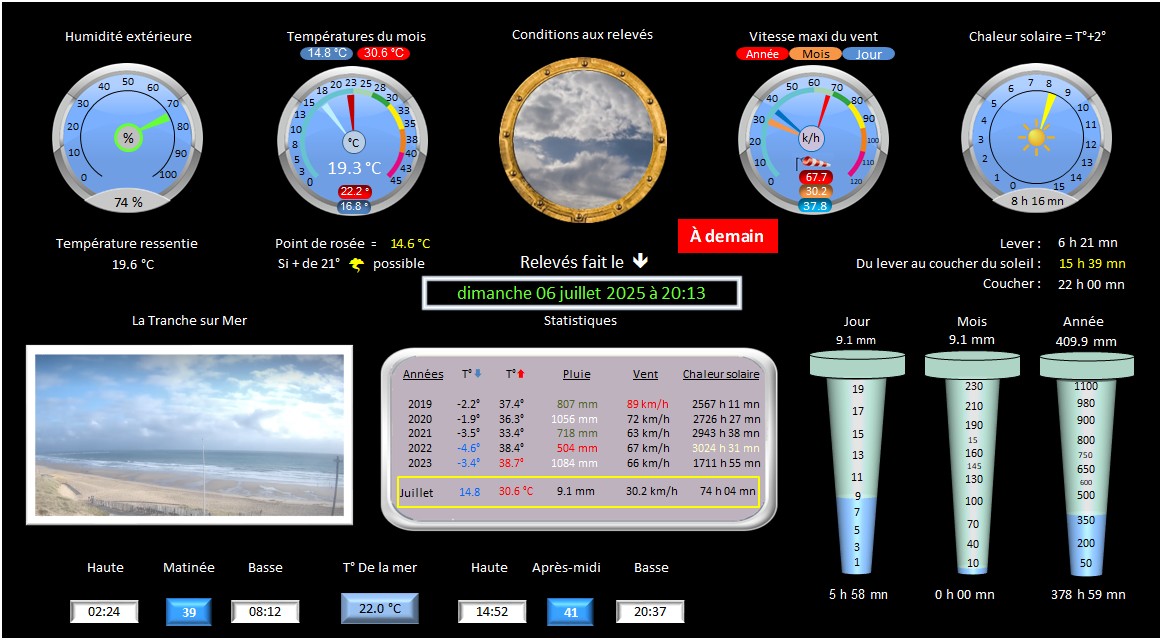 Humidité extérieure
Températures du mois
Conditions aux relevés
Vitesse maxi du vent
Chaleur solaire = T°+2°
14.8 °C 30.6 °C
Année Mois Jour
0 10 20 30 40 50 60 70 80 90 100
%
74 %
0 3 5 8 10 13 15 18 20 23 25 28 30 33 35 38 40 43 45
°C
19.3 °C
22.2 °
16.8 °
0 10 20 30 40 50 60 70 80 90 100 110 120
k/h
67.7
30.2
37.8
0 1 2 3 4 5 6 7 8 9 10 11 12 13 14 15
8 h 16 mn
Température ressentie
19.6 °C
Point de rosée = 14.6 °C
Si + de 21° possible
À demain
Relevés fait le
dimanche 06 juillet 2025 à 20:13
Lever : 6 h 21 mn
Du lever au coucher du soleil : 15 h 39 mn
Coucher : 22 h 00 mn
La Tranche sur Mer
Statistiques
Années T° T° Pluie Vent Chaleur solaire
2019 -2.2° 37.4° 807 mm 89 km/h 2567 h 11 mn
2020 -1.9° 36.3° 1056 mm 72 km/h 2726 h 27 mn
2021 -3.5° 33.4° 718 mm 63 km/h 2943 h 38 mn
2022 -4.6° 38.4° 504 mm 67 km/h 3024 h 31 mn
2023 -3.4° 38.7° 1084 mm 66 km/h 1711 h 55 mn
Juillet 14.8 30.6 °C 9.1 mm 30.2 km/h 74 h 04 mn
Jour
9.1 mm
19
17
15
13
11
9
7
5
3
1
5 h 58 mn
Mois
9.1 mm
230
210
190
15
160
145
130
100
70
40
10
0 h 00 mn
Année
409.9 mm
1100
980
900
800
750
650
600
500
350
200
50
378 h 59 mn
Haute Matinée Basse T° De la mer Haute Après-midi Basse
02:24 39 08:12 22.0 °C 14:52 41 20:37